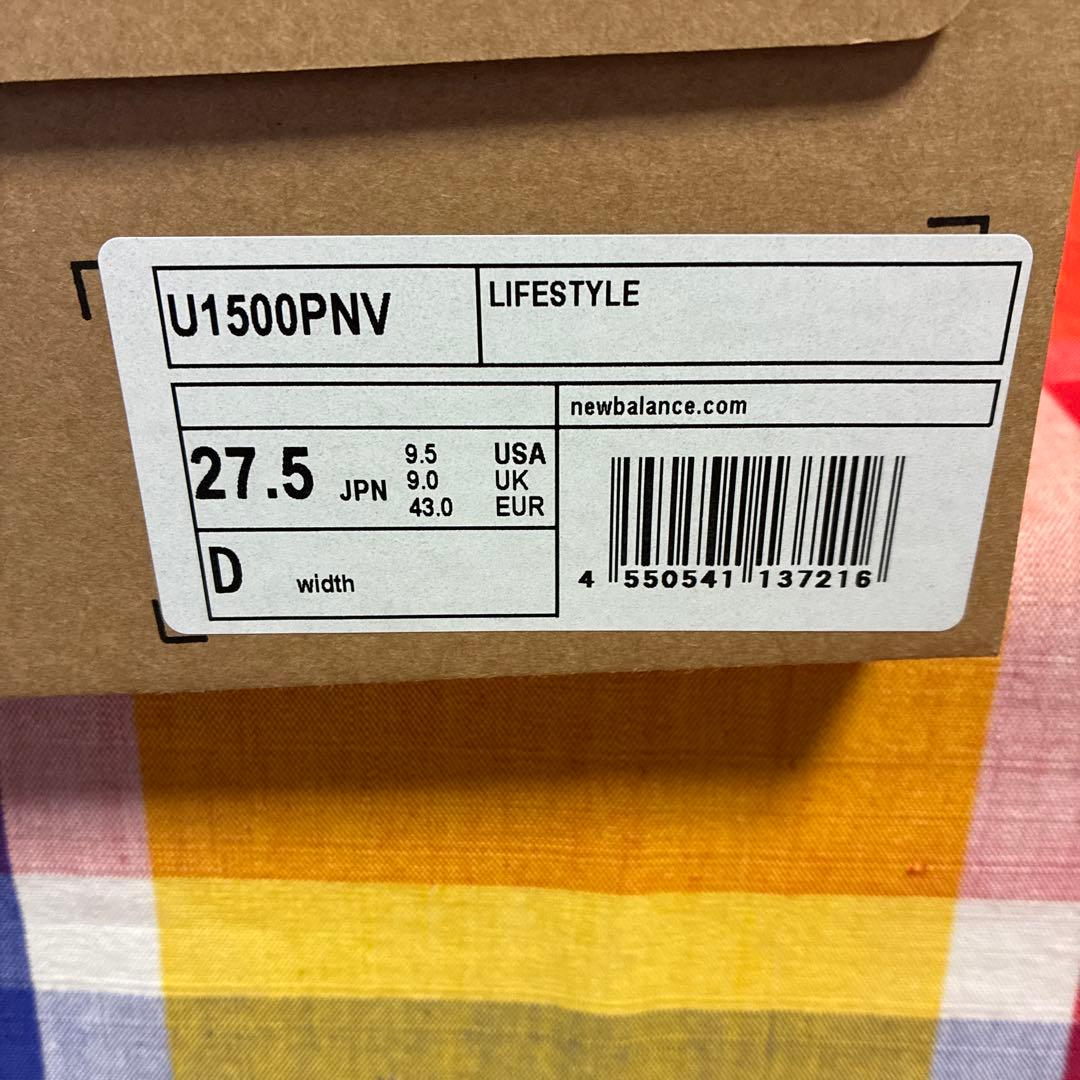 U1500PNV
LIFESTYLE
newbalance.com
27.5 JPN
9.5 USA
9.0 UK
43.0 EUR
D width
4 550541 137216